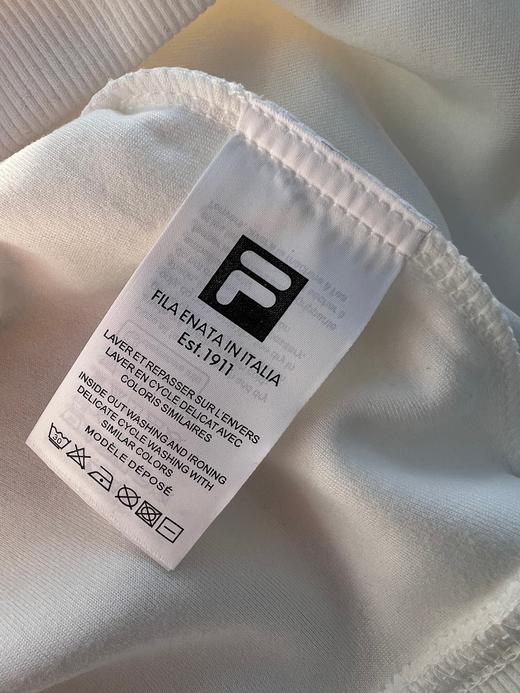 F
FILA ENATA IN ITALIA
Est.1911
LAVER ET REPASSER SUR L'ENVERS
LAVER EN CYCLE DELICAT AVEC
COLORIS SIMILAIRES
INSIDE OUT WASHING AND IRONING
DELICATE CYCLE WASHING WITH
SIMILAR COLORS
MODÈLE DÉPOSÉ
30